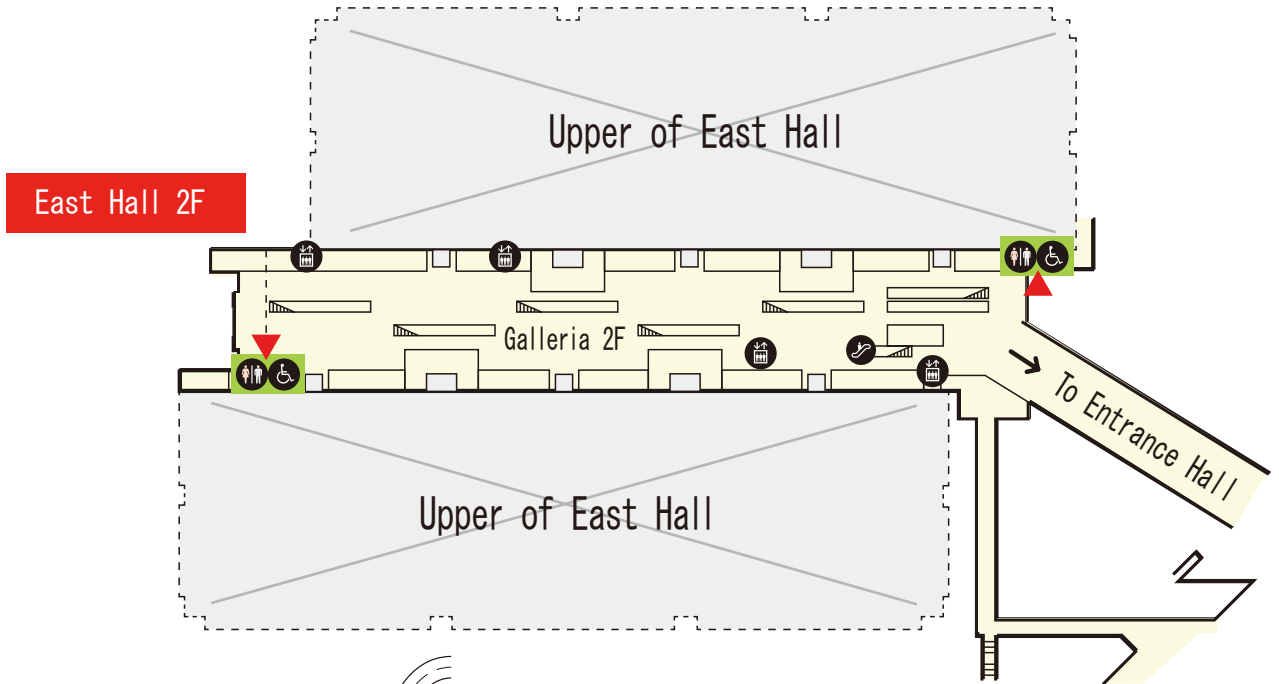 Upper of East Hall
East Hall 2F
Galleria 2F
To Entrance Hall
Upper of East Hall